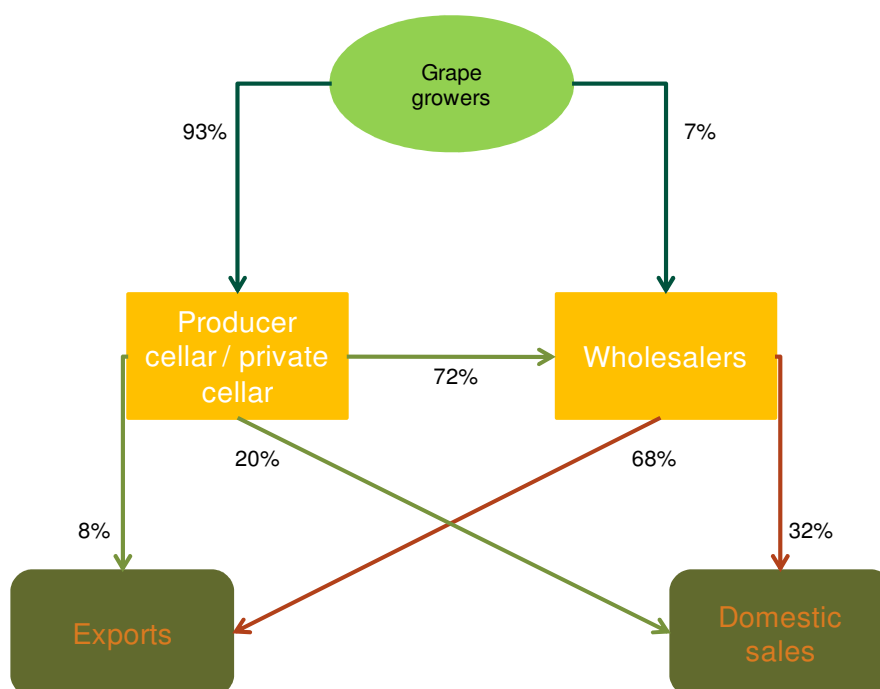 Grape
growers
93%
7%
Producer
cellar / private
cellar
Wholesalers
72%
20%
68%
8%
32%
Exports
Domestic
sales